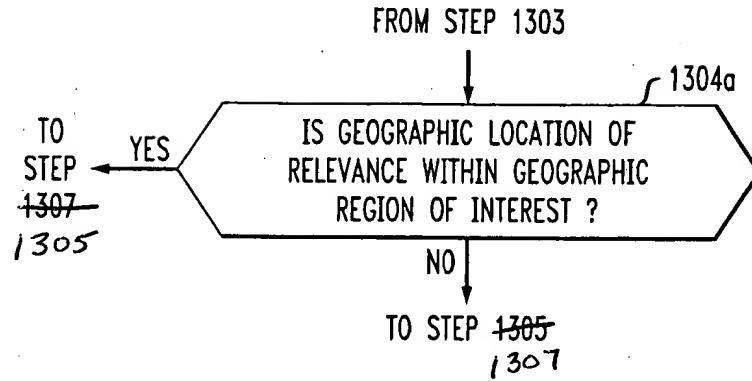 FROM STEP 1303
1304a
IS GEOGRAPHIC LOCATION OF
RELEVANCE WITHIN GEOGRAPHIC
REGION OF INTEREST ?
YES
TO
STEP
1307
1305
NO
TO STEP 1305
1307